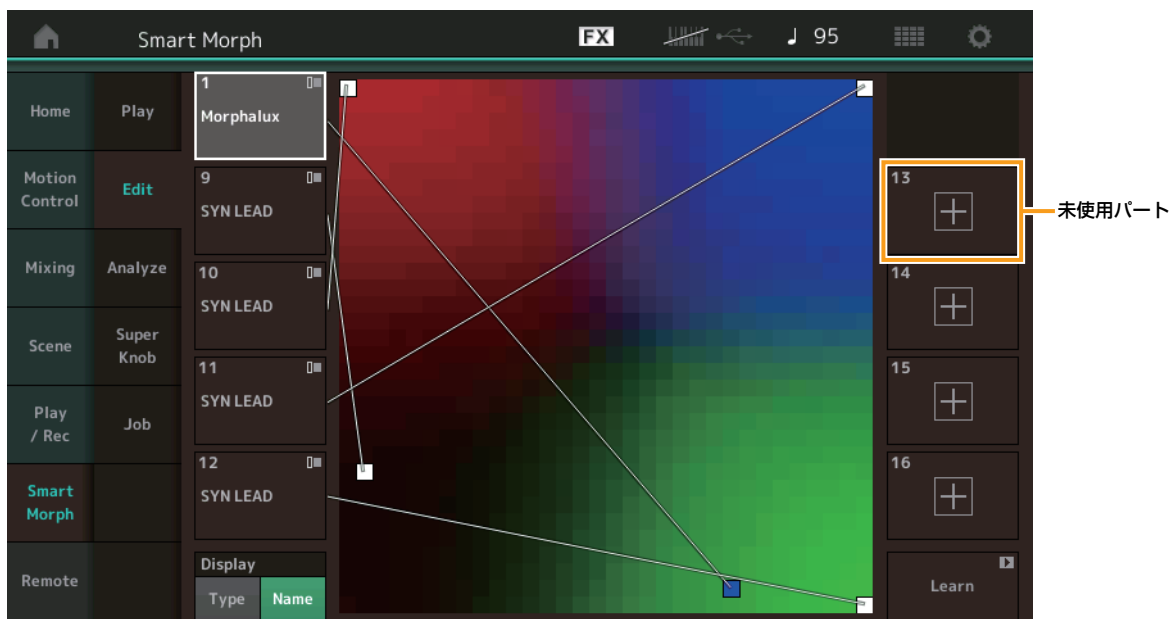 Smart Morph
FX
95
Home
Play
Motion
Control
Edit
Mixing
Analyze
Scene
Super
Knob
Play
/ Rec
Job
Smart
Morph
Remote
1
Morphalux
9
SYN LEAD
10
SYN LEAD
11
SYN LEAD
12
SYN LEAD
Display
Type
Name
13
14
15
16
Learn
未使用パート